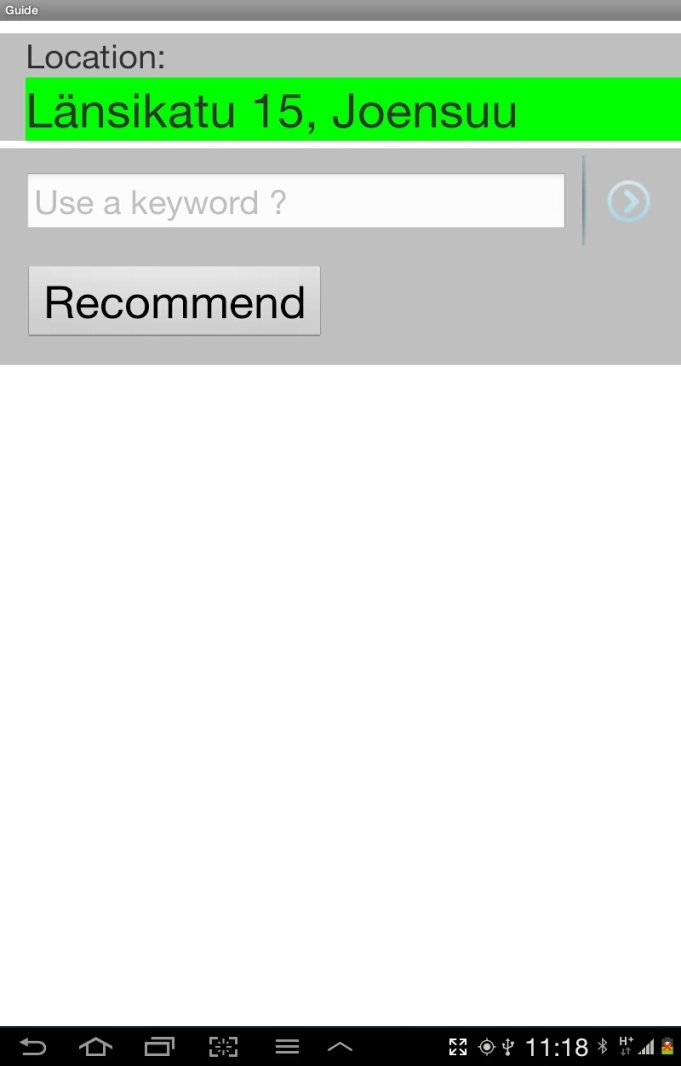 Guide
Location:
Länsikatu 15, Joensuu
Use a keyword ?
Recommend
11:18
H+